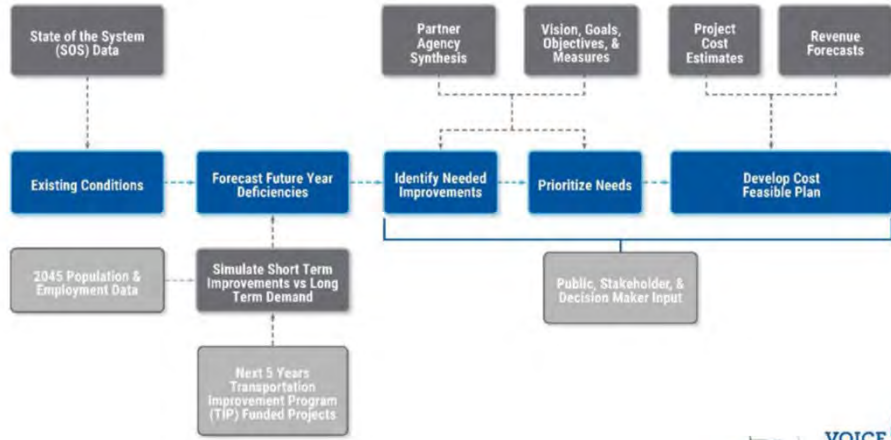 State of the System
(SOS) Data
Partner
Agency
Synthesis
Vision, Goals,
Objectives, &
Measures
Project
Cost
Estimates
Revenue
Forecasts
Existing Conditions
Forecast Future Year
Deficiencies
Identify Needed
Improvements
Prioritize Needs
Develop Cost
Feasible Plan
2045 Population &
Employment Data
Simulate Short Term
Improvements vs Long
Term Demand
Public, Stakeholder, &
Decision Maker Input
Next 5 Years
Transportation
Improvement Program
(TIP) Funded Projects
VOICE